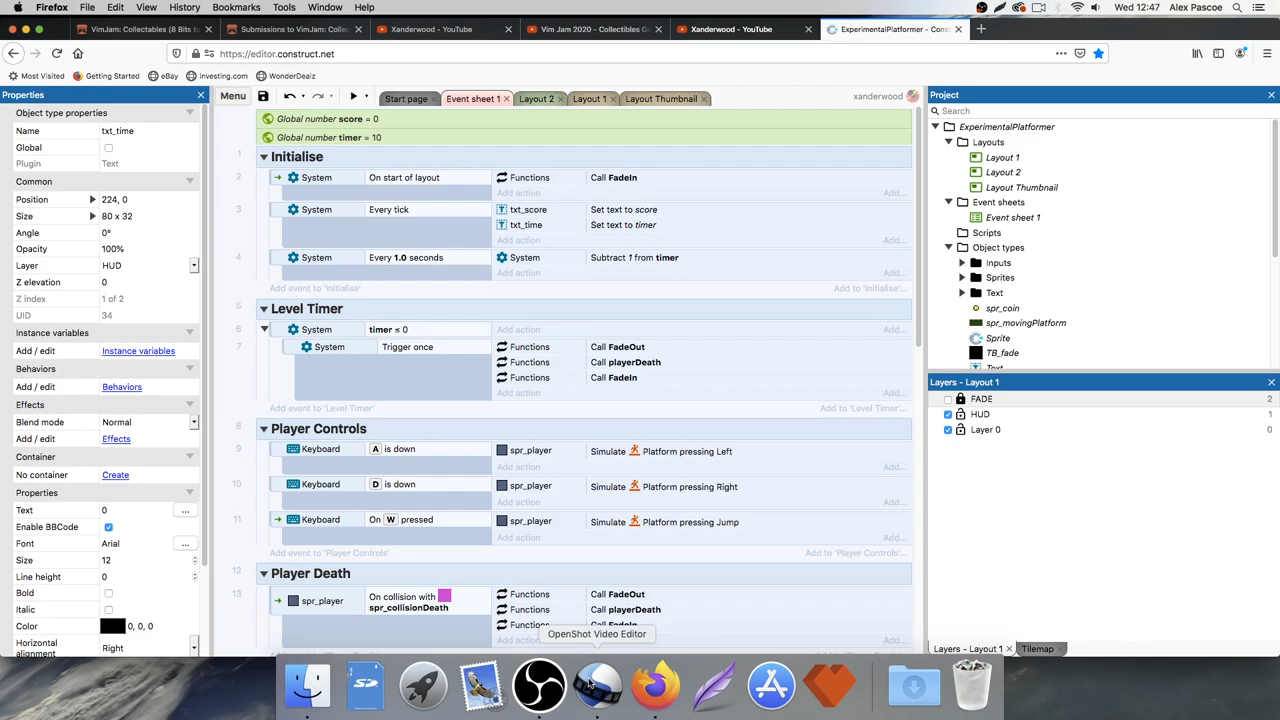 Firefox File Edit View History Bookmarks Tools Window Help Wed 12:47 Alex Pascoe
VimJam: Collectables (8 Bits to Submissions to VimJam: Collectabl Xanderwood - YouTube Vim Jam 2020 - Collectibles Ga Xanderwood - YouTube ExperimentalPlatformer - Cons
https://editor.construct.net
Most Visited Getting Started eBay investing.com WonderDealz
Properties
Object type properties
Name txt_time
Global
Plugin Text
Common
Position 224, 0
Size 80 x 32
Angle 0°
Opacity 100%
Layer HUD
Z elevation 0
Z index 1 of 2
UID 34
Instance variables
Add / edit Instance variables
Behaviors
Add / edit Behaviors
Effects
Blend mode Normal
Add / edit Effects
Container
No container Create
Properties
Text 0 ...
Enable BBCode
Font Arial ...
Size 12
Line height 0
Bold
Italic
Color 0, 0, 0
Horizontal alignment Right
Menu Start page Event sheet 1 Layout 2 Layout 1 Layout Thumbnail xanderwood
Global number score = 0
Global number timer = 10
1 Initialise
2 System On start of layout Functions Call FadeIn
Add action Add...
3 System Every tick txt_score Set text to score
txt_time Set text to timer
Add action Add...
4 System Every 1.0 seconds System Subtract 1 from timer
Add action Add...
Add event to 'Initialise' Add to 'Initialise'...
5 Level Timer
6 System timer ≤ 0 Add action Add...
7 System Trigger once Functions Call FadeOut
Functions Call playerDeath
Functions Call FadeIn
Add action Add...
Add event to 'Level Timer' Add to 'Level Timer'...
8 Player Controls
9 Keyboard A is down spr_player Simulate Platform pressing Left
Add action Add...
10 Keyboard D is down spr_player Simulate Platform pressing Right
Add action Add...
11 Keyboard On W pressed spr_player Simulate Platform pressing Jump
Add action Add...
Add event to 'Player Controls' Add to 'Player Controls'...
12 Player Death
13 spr_player On collision with spr_collisionDeath Functions Call FadeOut
Functions Call playerDeath
Functions Call FadeIn
OpenShot Video Editor
Add...
Project
Search
ExperimentalPlatformer
Layouts
Layout 1
Layout 2
Layout Thumbnail
Event sheets
Event sheet 1
Scripts
Object types
Inputs
Sprites
Text
spr_coin
spr_movingPlatform
Sprite
TB_fade
Layers - Layout 1
FADE 2
HUD 1
Layer 0 0
Layers - Layout 1 Tilemap